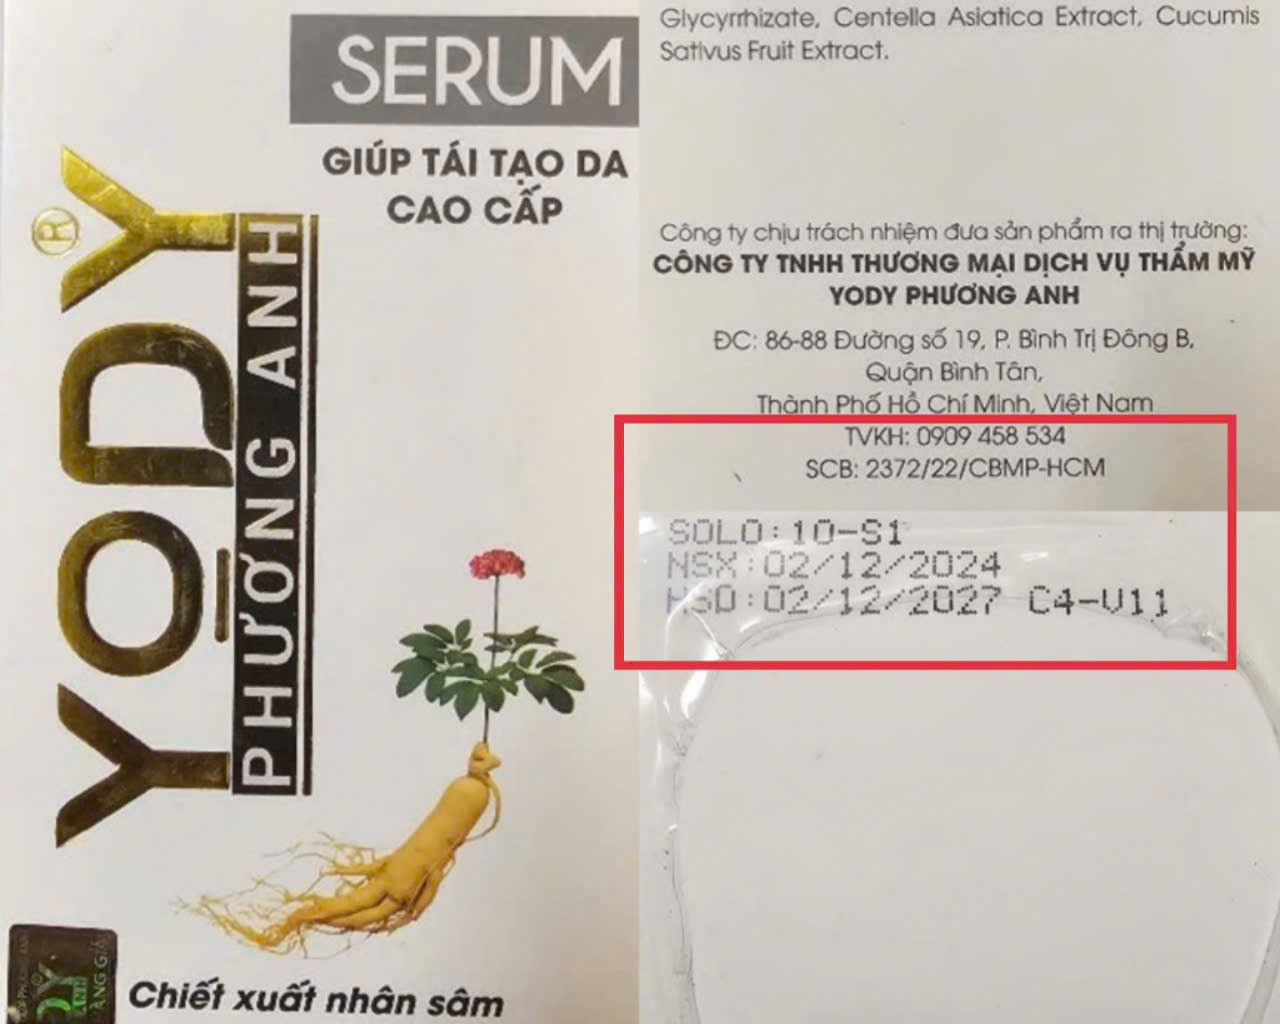 SERUM
GIÚP TÁI TẠO DA
CAO CẤP
YODY
®
PHƯƠNG ANH
Chiết xuất nhân sâm
Glycyrrhizate, Centella Asiatica Extract, Cucumis
Sativus Fruit Extract.
Công ty chịu trách nhiệm đưa sản phẩm ra thị trường:
CÔNG TY TNHH THƯƠNG MẠI DỊCH VỤ THẨM MỸ
YODY PHƯƠNG ANH
ĐC: 86-88 Đường số 19, P. Bình Trị Đông B,
Quận Bình Tân,
Thành Phố Hồ Chí Minh, Việt Nam
TVKH: 0909 458 534
SCB: 2372/22/CBMP-HCM
SOLO:10-S1
NSX:02/12/2024
HSD:02/12/2027 C4-V11